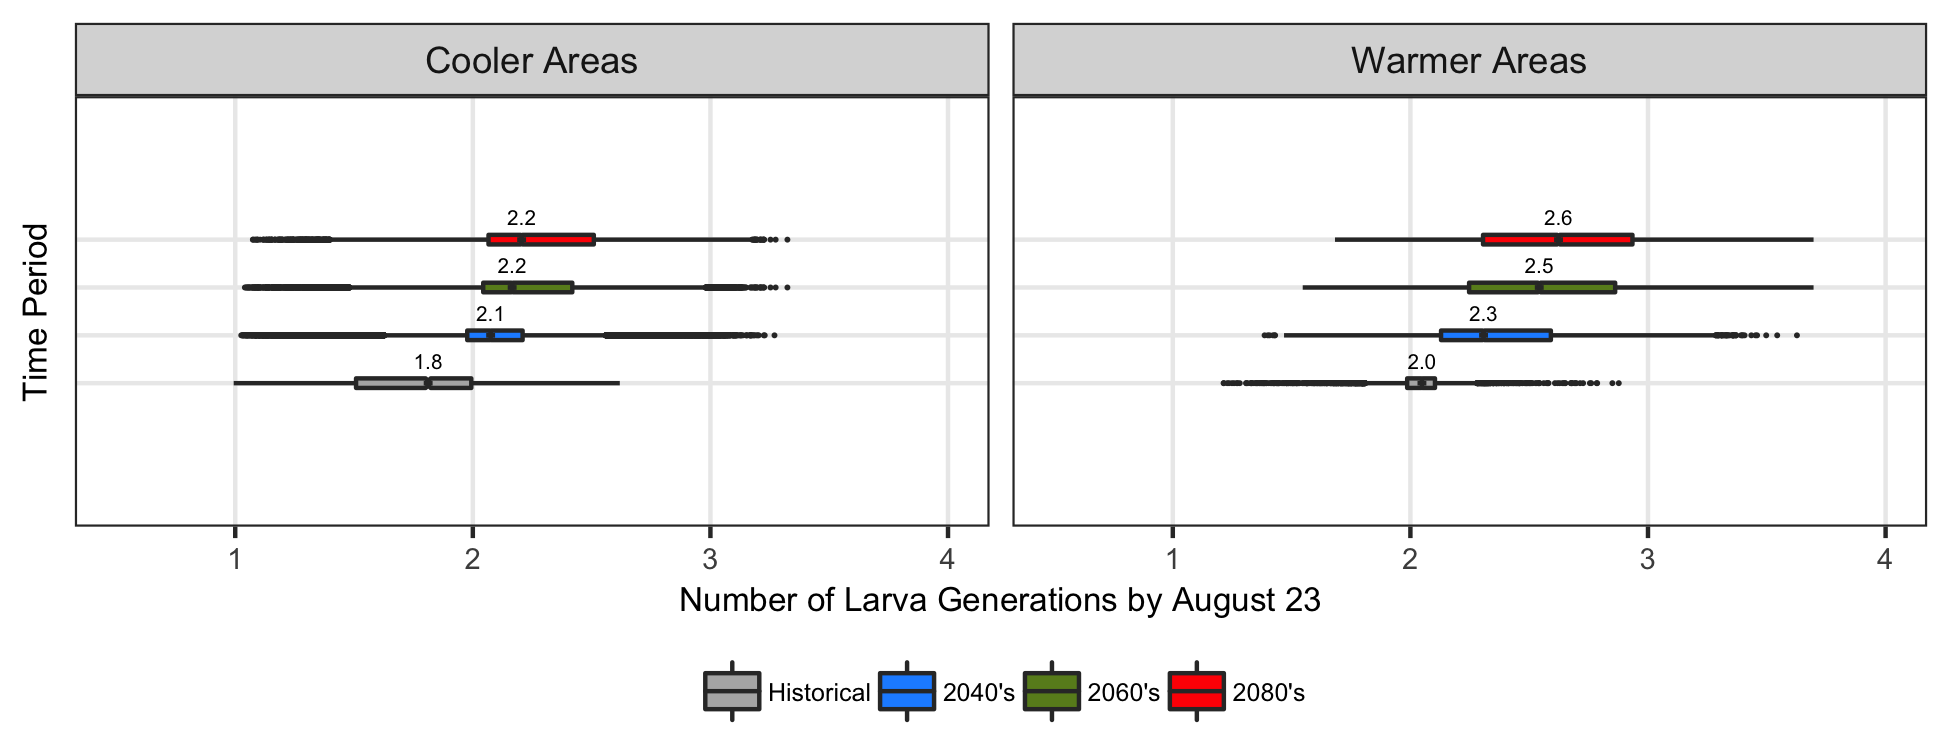 Cooler Areas
Warmer Areas
Time Period
2.2
2.2
2.1
1.8
2.6
2.5
2.3
2.0
1 2 3 4
1 2 3 4
Number of Larva Generations by August 23
Historical 2040's 2060's 2080's